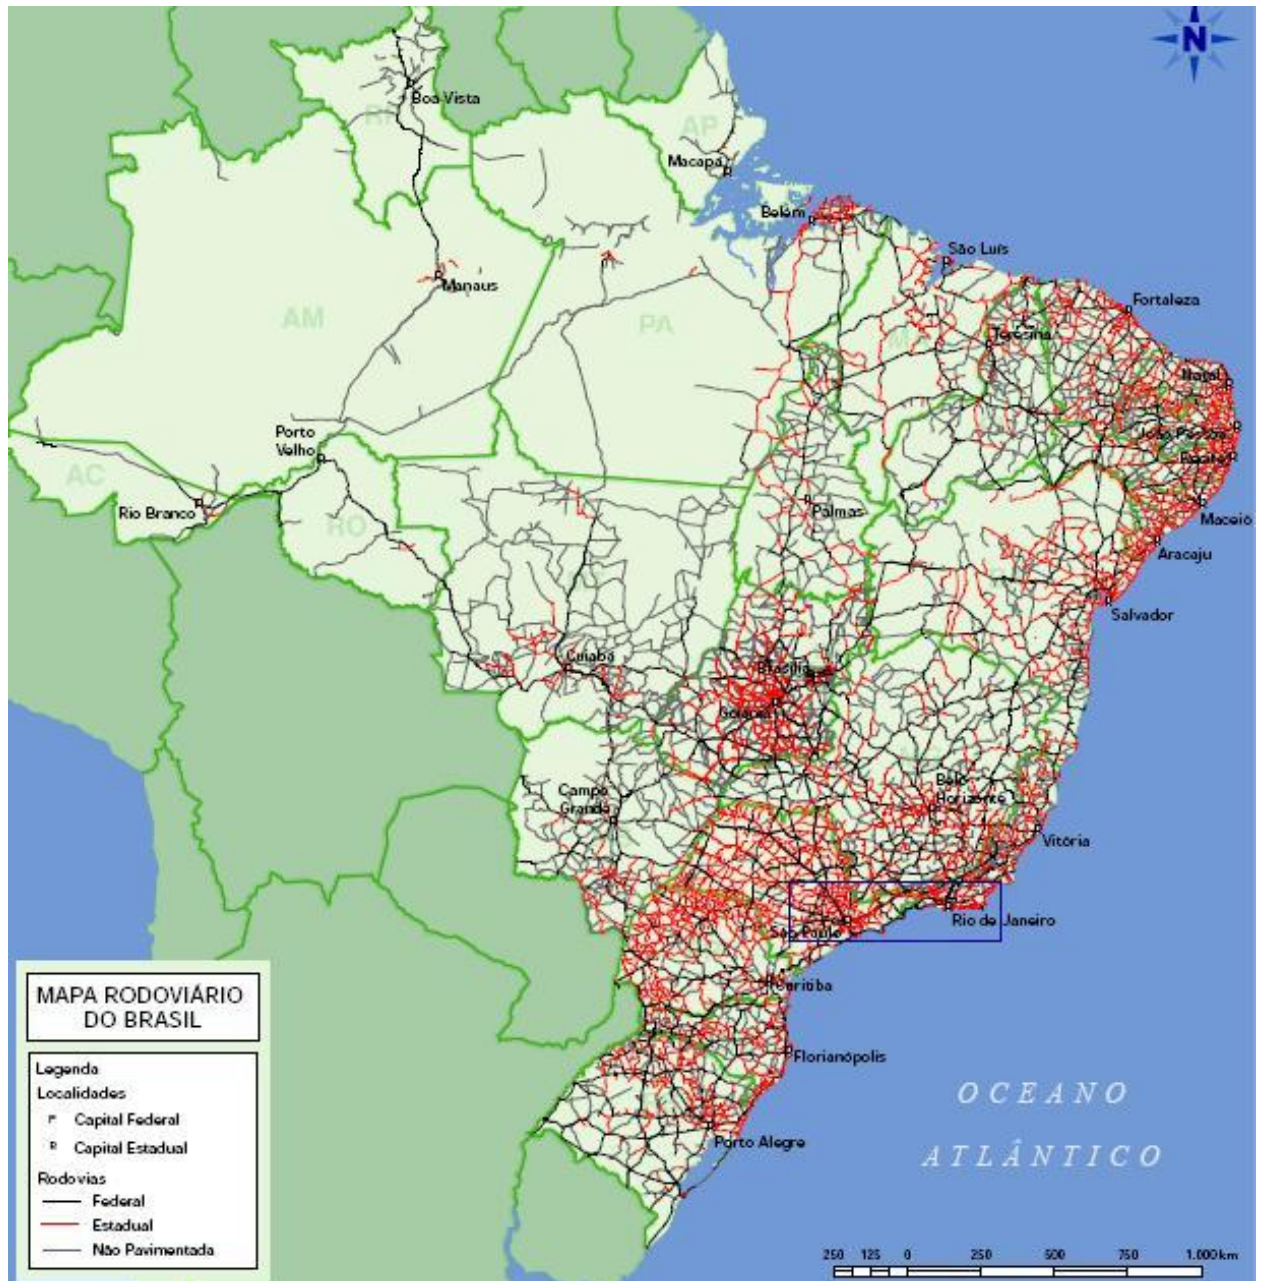 N
Boa Vista
RR
AP
Macapá
Belém
São Luís
Manaus
Fortaleza
AM
PA
MA
Teresina
Natal
Porto
Velho
João Pessoa
Recife
AC
Rio Branco
RO
Palmas
Maceió
Aracaju
Salvador
Cuiabá
Brasília
Goiânia
Campo
Grande
Belo
Horizonte
Vitória
Rio de Janeiro
São Paulo
Curitiba
MAPA RODOVIÁRIO
DO BRASIL
Florianópolis
Legenda
Localidades
Capital Federal
Capital Estadual
OCEANO
ATLÂNTICO
Porto Alegre
Rodovias
Federal
Estadual
Não Pavimentada
250 125 0 250 500 750 1.000 km